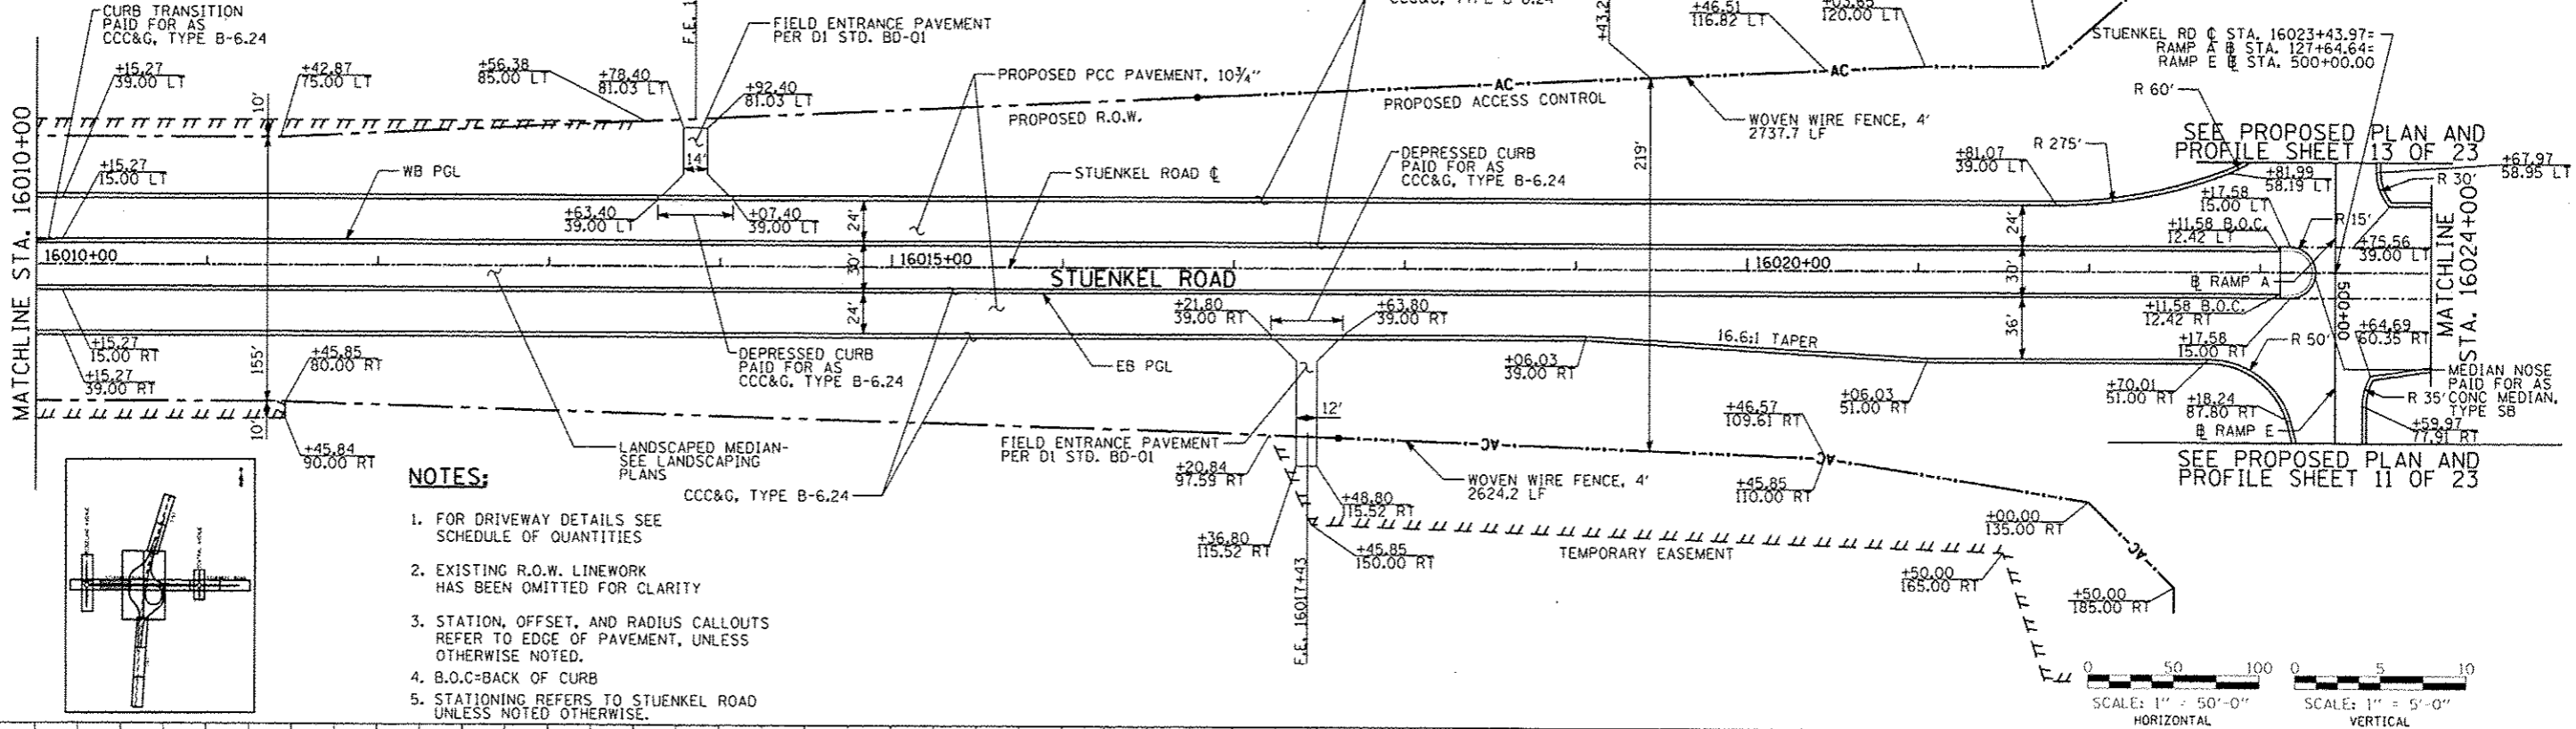 CURB TRANSITION
PAID FOR AS
CCC&G, TYPE B-6.24
+15.27
39.00 LT
+42.87
75.00 LT
+56.38
85.00 LT
+78.40
81.03 LT
+92.40
81.03 LT
FIELD ENTRANCE PAVEMENT
PER D1 STD. BD-01
PROPOSED PCC PAVEMENT, 10¾"
PROPOSED R.O.W.
AC
PROPOSED ACCESS CONTROL
+46.51
116.82 LT
120.00 LT
AC
WOVEN WIRE FENCE, 4'
2737.7 LF
STUENKEL RD ℄ STA. 16023+43.97=
RAMP A ⅊ STA. 127+64.64=
RAMP E ⅊ STA. 500+00.00
R 60'
SEE PROPOSED PLAN AND
PROFILE SHEET 13 OF 23
MATCHLINE STA. 16010+00
10'
155'
10'
+15.27
15.00 LT
WB PGL
14'
+63.40
39.00 LT
+07.40
39.00 LT
STUENKEL ROAD ℄
DEPRESSED CURB
PAID FOR AS
CCC&G, TYPE B-6.24
219'
+81.07
39.00 LT
R 275'
+81.99
58.19 LT
+67.97
58.95 LT
R 30'
+17.58
15.00 LT
R 15'
+11.58 B.O.C.
12.42 LT
+75.56
39.00 LT
24'
30'
24'
24'
30'
36'
16010+00
16015+00
16020+00
STUENKEL ROAD
⅊ RAMP A
500+00
MATCHLINE
STA. 16024+00
+15.27
15.00 RT
+15.27
39.00 RT
+45.85
80.00 RT
+45.84
90.00 RT
DEPRESSED CURB
PAID FOR AS
CCC&G, TYPE B-6.24
EB PGL
+21.80
39.00 RT
+63.80
39.00 RT
+06.03
39.00 RT
16.6:1 TAPER
+06.03
51.00 RT
+11.58 B.O.C.
12.42 RT
+17.58
15.00 RT
R 50'
+64.69
60.35 RT
+70.01
51.00 RT
+18.24
87.80 RT
⅊ RAMP E
R 35'
MEDIAN NOSE
PAID FOR AS
CONC MEDIAN,
TYPE SB
+59.97
77.91 RT
SEE PROPOSED PLAN AND
PROFILE SHEET 11 OF 23
LANDSCAPED MEDIAN-
SEE LANDSCAPING
PLANS
CCC&G, TYPE B-6.24
12'
FIELD ENTRANCE PAVEMENT
PER D1 STD. BD-01
+20.84
97.59 RT
AC
WOVEN WIRE FENCE, 4'
2624.2 LF
+46.57
109.61 RT
AC
+45.85
110.00 RT
+48.80
115.52 RT
+36.80
115.52 RT
+45.85
150.00 RT
F.E. 16017+43
TEMPORARY EASEMENT
+00.00
135.00 RT
AC
+50.00
165.00 RT
+50.00
185.00 RT
NOTES:
1. FOR DRIVEWAY DETAILS SEE
SCHEDULE OF QUANTITIES
2. EXISTING R.O.W. LINEWORK
HAS BEEN OMITTED FOR CLARITY
3. STATION, OFFSET, AND RADIUS CALLOUTS
REFER TO EDGE OF PAVEMENT, UNLESS
OTHERWISE NOTED.
4. B.O.C=BACK OF CURB
5. STATIONING REFERS TO STUENKEL ROAD
UNLESS NOTED OTHERWISE.
0 50 100
SCALE: 1" = 50'-0"
HORIZONTAL
0 5 10
SCALE: 1" = 5'-0"
VERTICAL